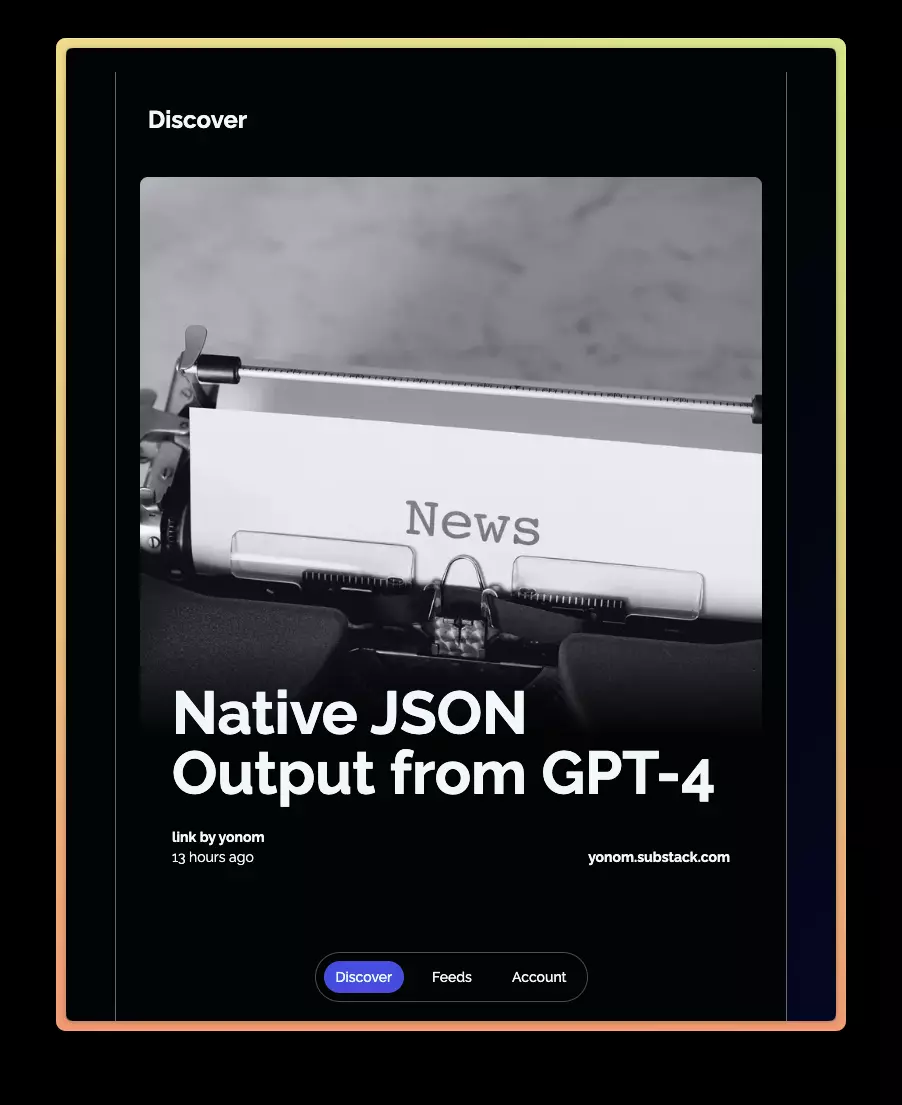 Discover
News
Native JSON
Output from GPT-4
link by yonom
13 hours ago
yonom.substack.com
Discover
Feeds
Account